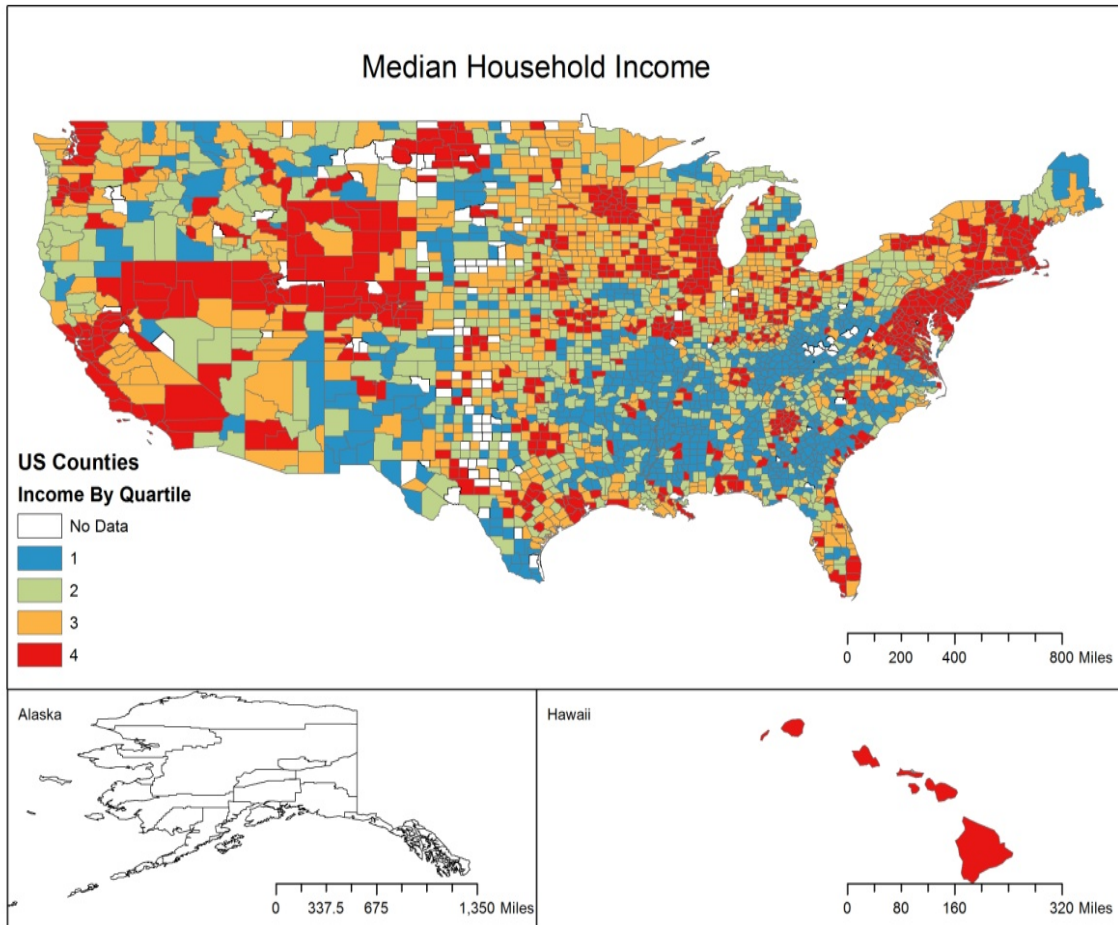 Median Household Income
US Counties
Income By Quartile
No Data
1
2
3
4
0 200 400 800 Miles
Alaska
0 337.5 675 1,350 Miles
Hawaii
0 80 160 320 Miles